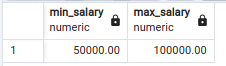 min_salary max_salary
numeric numeric
1 50000.00 100000.00